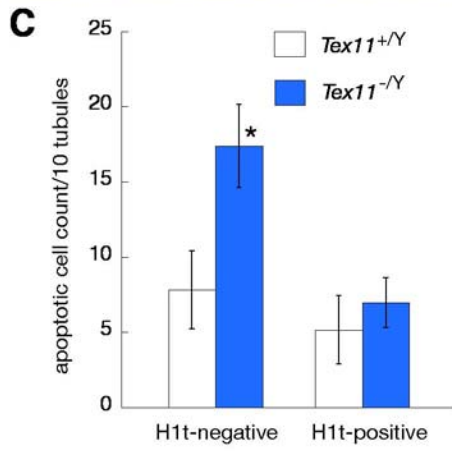 C
25
20
15
10
5
0
apoptotic cell count/10 tubules
Tex11+/Y
Tex11-/Y
*
H1t-negative
H1t-positive